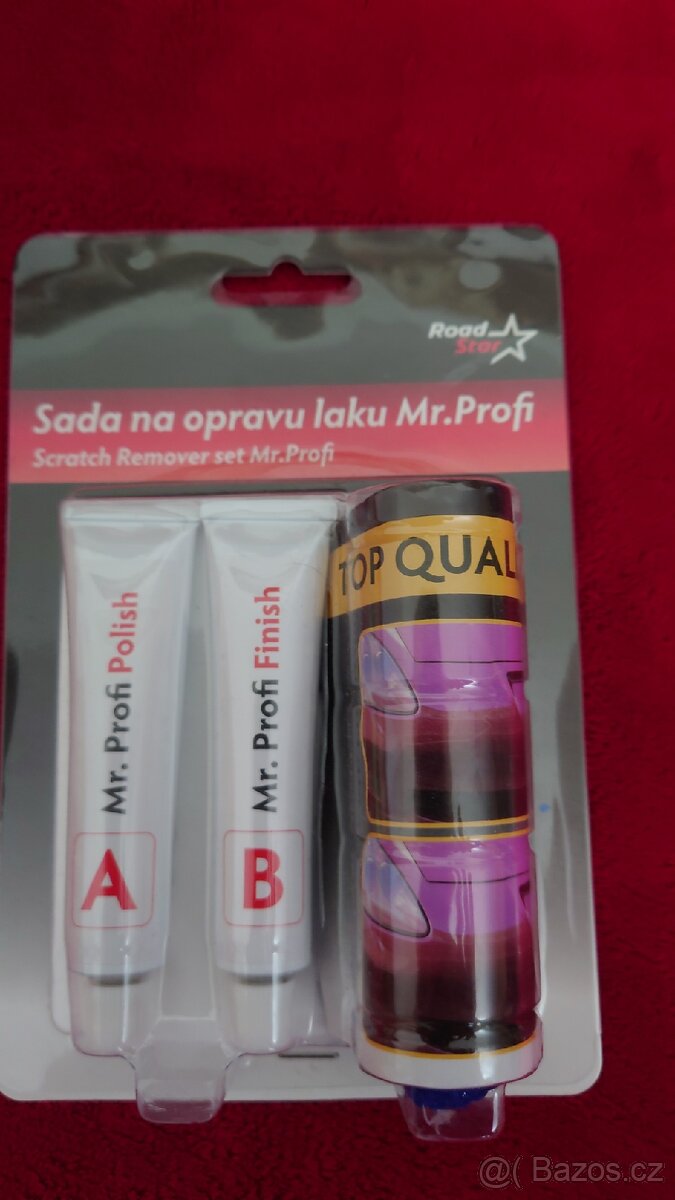 Road
Star
Sada na opravu laku Mr.Profi
Scratch Remover set Mr.Profi
TOP QUAL
Mr. Profi Polish
Mr. Profi Finish
A
B
@( Bazos.cz